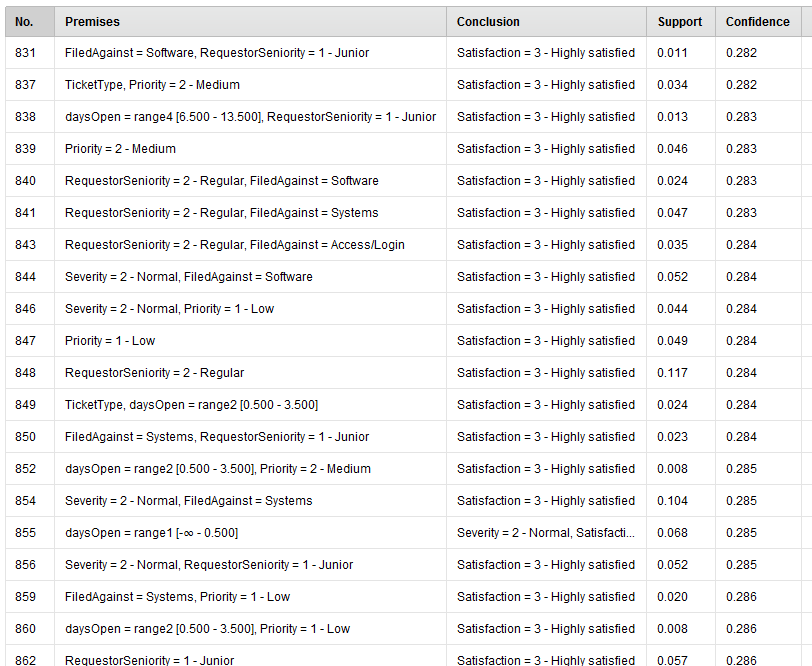 No. Premises Conclusion Support Confidence
831 FiledAgainst = Software, RequestorSeniority = 1 - Junior Satisfaction = 3 - Highly satisfied 0.011 0.282
837 TicketType, Priority = 2 - Medium Satisfaction = 3 - Highly satisfied 0.034 0.282
838 daysOpen = range4 [6.500 - 13.500], RequestorSeniority = 1 - Junior Satisfaction = 3 - Highly satisfied 0.013 0.283
839 Priority = 2 - Medium Satisfaction = 3 - Highly satisfied 0.046 0.283
840 RequestorSeniority = 2 - Regular, FiledAgainst = Software Satisfaction = 3 - Highly satisfied 0.024 0.283
841 RequestorSeniority = 2 - Regular, FiledAgainst = Systems Satisfaction = 3 - Highly satisfied 0.047 0.283
843 RequestorSeniority = 2 - Regular, FiledAgainst = Access/Login Satisfaction = 3 - Highly satisfied 0.035 0.284
844 Severity = 2 - Normal, FiledAgainst = Software Satisfaction = 3 - Highly satisfied 0.052 0.284
846 Severity = 2 - Normal, Priority = 1 - Low Satisfaction = 3 - Highly satisfied 0.044 0.284
847 Priority = 1 - Low Satisfaction = 3 - Highly satisfied 0.049 0.284
848 RequestorSeniority = 2 - Regular Satisfaction = 3 - Highly satisfied 0.117 0.284
849 TicketType, daysOpen = range2 [0.500 - 3.500] Satisfaction = 3 - Highly satisfied 0.024 0.284
850 FiledAgainst = Systems, RequestorSeniority = 1 - Junior Satisfaction = 3 - Highly satisfied 0.023 0.284
852 daysOpen = range2 [0.500 - 3.500], Priority = 2 - Medium Satisfaction = 3 - Highly satisfied 0.008 0.285
854 Severity = 2 - Normal, FiledAgainst = Systems Satisfaction = 3 - Highly satisfied 0.104 0.285
855 daysOpen = range1 [-∞ - 0.500] Severity = 2 - Normal, Satisfacti... 0.068 0.285
856 Severity = 2 - Normal, RequestorSeniority = 1 - Junior Satisfaction = 3 - Highly satisfied 0.052 0.285
859 FiledAgainst = Systems, Priority = 1 - Low Satisfaction = 3 - Highly satisfied 0.020 0.286
860 daysOpen = range2 [0.500 - 3.500], Priority = 1 - Low Satisfaction = 3 - Highly satisfied 0.008 0.286
862 RequestorSeniority = 1 - Junior Satisfaction = 3 - Highly satisfied 0.057 0.286